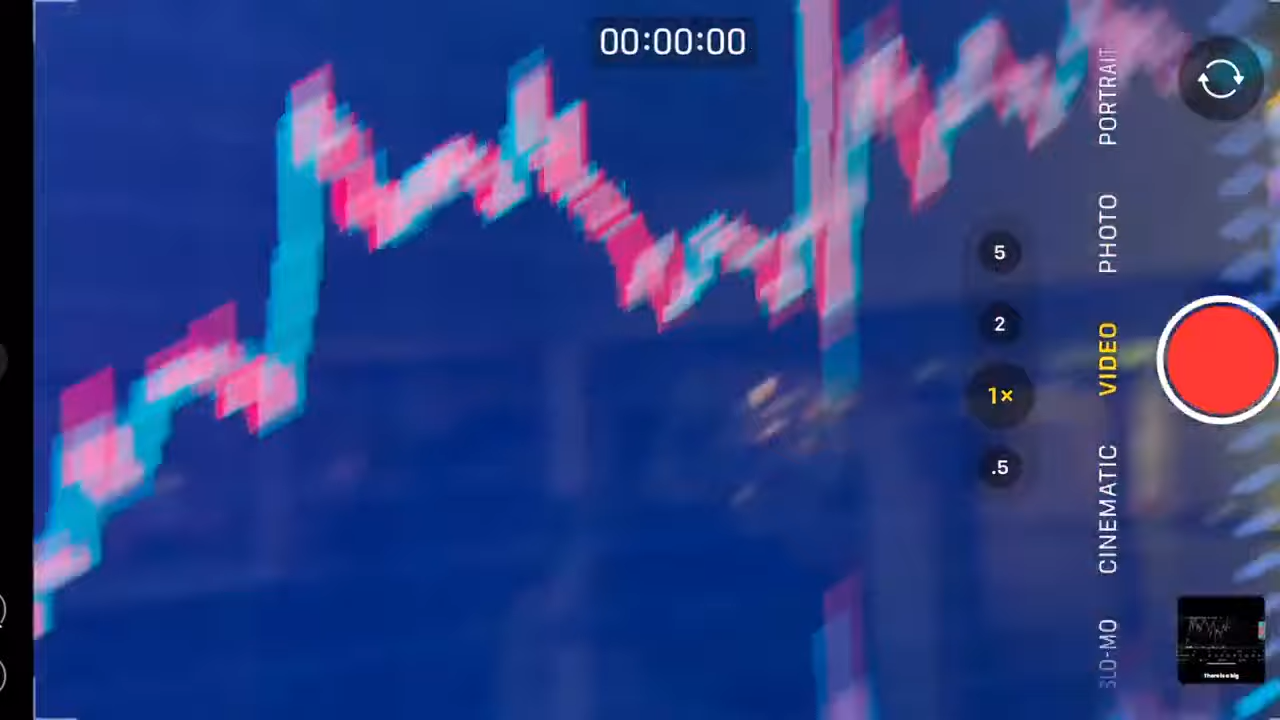 00:00:00
5
2
1×
.5
PORTRAIT
PHOTO
VIDEO
CINEMATIC
SLO-MO
There is a big